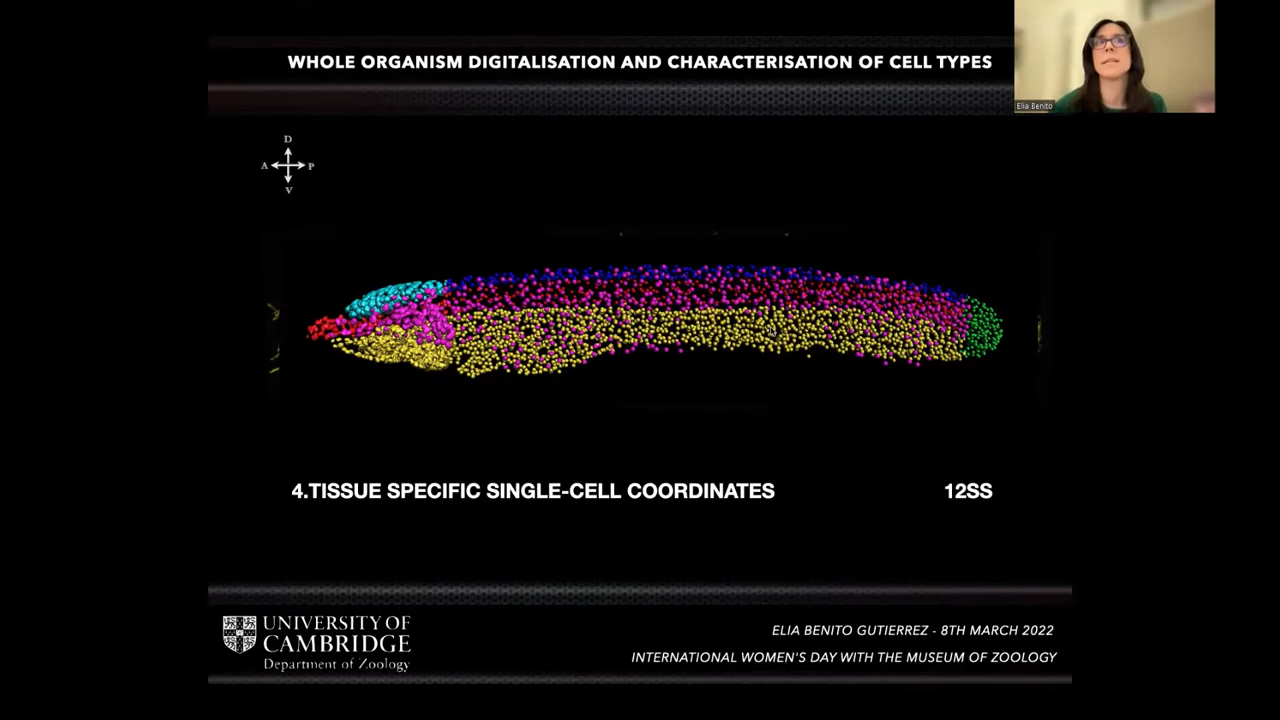 WHOLE ORGANISM DIGITALISATION AND CHARACTERISATION OF CELL TYPES
Elia Benito
D
A P
V
4.TISSUE SPECIFIC SINGLE-CELL COORDINATES 12SS
UNIVERSITY OF
CAMBRIDGE
Department of Zoology
ELIA BENITO GUTIERREZ - 8TH MARCH 2022
INTERNATIONAL WOMEN'S DAY WITH THE MUSEUM OF ZOOLOGY